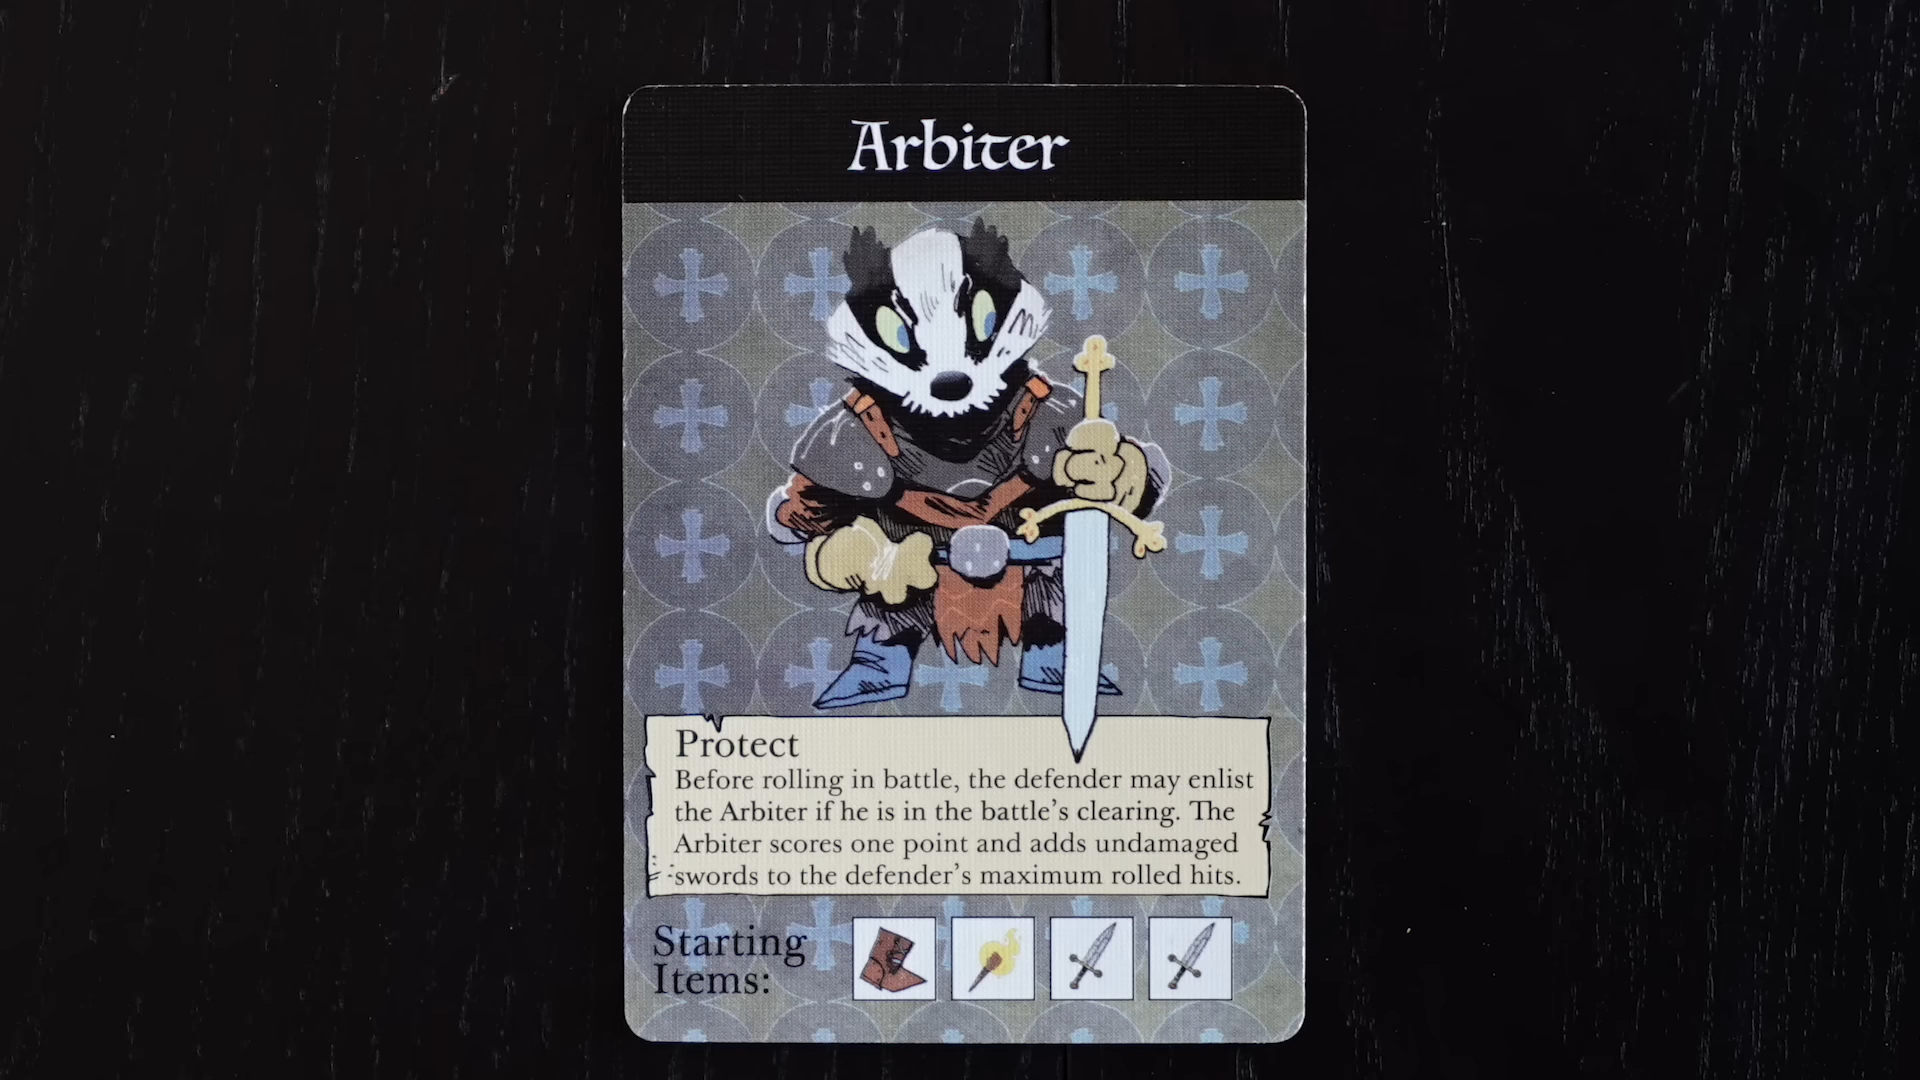 Arbiter
Protect
Before rolling in battle, the defender may enlist
the Arbiter if he is in the battle's clearing. The
Arbiter scores one point and adds undamaged
swords to the defender's maximum rolled hits.
Starting
Items: